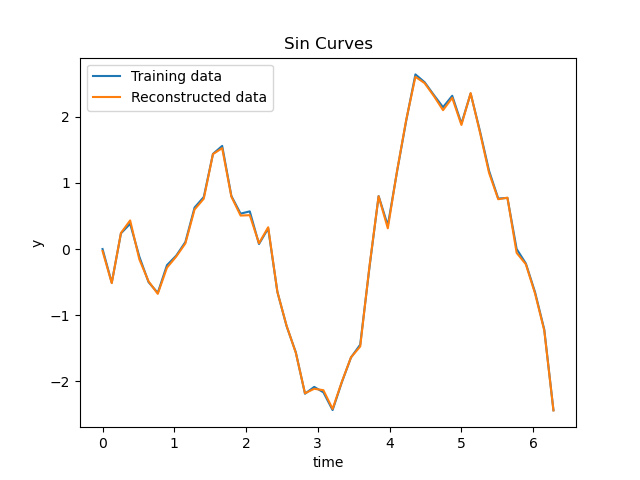 Sin Curves
Training data
Reconstructed data
y
2
1
0
−1
−2
0 1 2 3 4 5 6
time